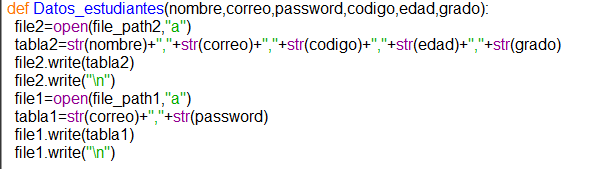 def Datos_estudiantes(nombre,correo,password,codigo,edad,grado):
file2=open(file_path2,"a")
tabla2=str(nombre)+","+str(correo)+","+str(codigo)+","+str(edad)+","+str(grado)
file2.write(tabla2)
file2.write("\n")
file1=open(file_path1,"a")
tabla1=str(correo)+","+str(password)
file1.write(tabla1)
file1.write("\n")